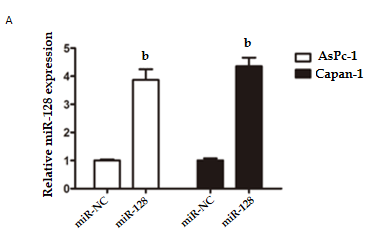 A
Relative miR-128 expression
5
4
3
2
1
0
b
b
AsPc-1
Capan-1
miR-NC
miR-128
miR-NC
miR-128